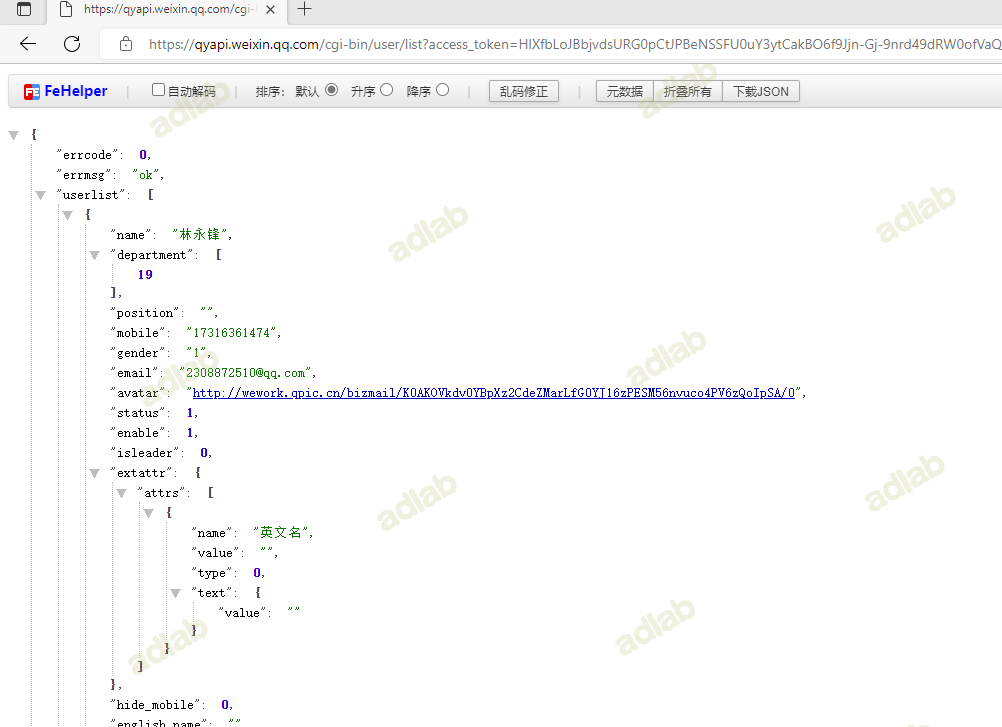 https://qyapi.weixin.qq.com/cgi-
https://qyapi.weixin.qq.com/cgi-bin/user/list?access_token=HIXfbLoJBbjvdsURG0pCtJPBeNSSFU0uY3ytCakBO6f9Jjn-Gj-9nrd49dRW0ofVaQ
FeHelper | 自动解码 | 排序: 默认 升序 降序 | 乱码修正 | 元数据 折叠所有 下载JSON
{
"errcode": 0,
"errmsg": "ok",
"userlist": [
{
"name": "林永锋",
"department": [
19
],
"position": "",
"mobile": "17316361474",
"gender": "1",
"email": "2308872510@qq.com",
"avatar": "http://wework.qpic.cn/bizmail/K0AKOVkdv0YBpXz2CdeZMarLfG0YJ16zPESM56nvuco4PV6zQoIpSA/0",
"status": 1,
"enable": 1,
"isleader": 0,
"extattr": {
"attrs": [
{
"name": "英文名",
"value": "",
"type": 0,
"text": {
"value": ""
}
}
]
},
"hide_mobile": 0,
"english_name": ""
adlab
adlab
adlab
adlab
adlab
adlab
adlab
adlab
adlab
adlab